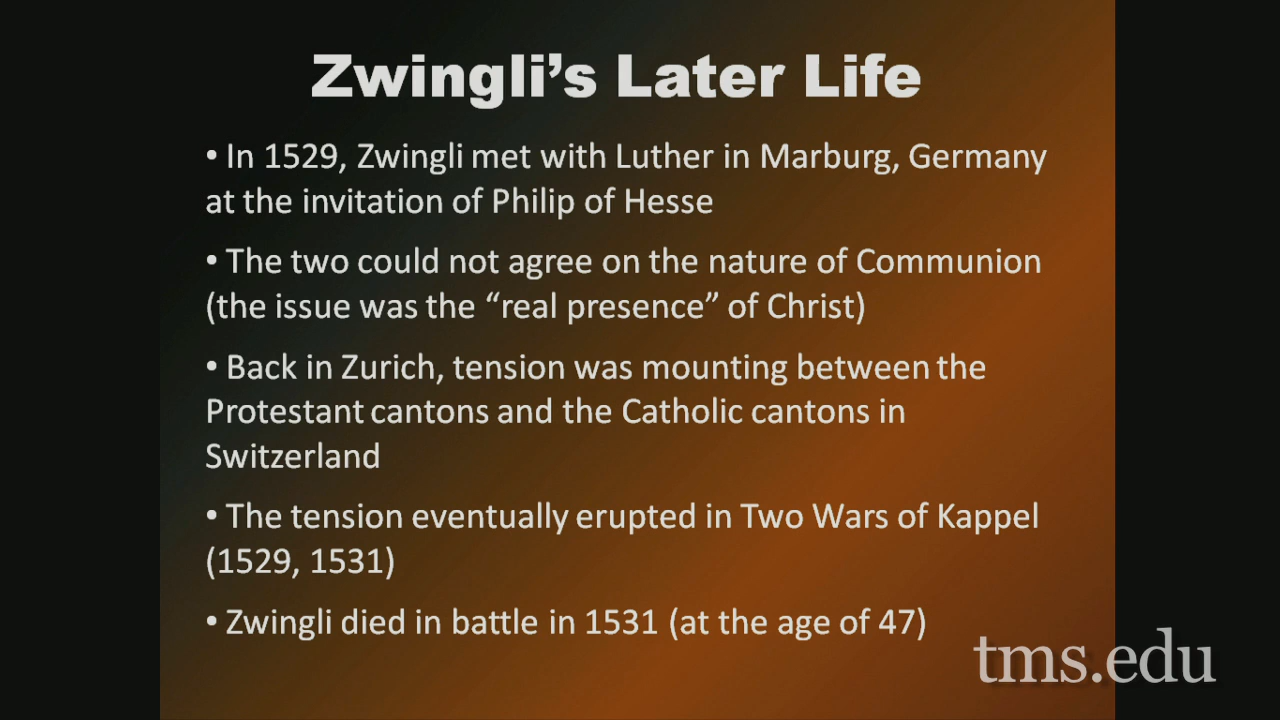 Zwingli’s Later Life
• In 1529, Zwingli met with Luther in Marburg, Germany
at the invitation of Philip of Hesse
• The two could not agree on the nature of Communion
(the issue was the “real presence” of Christ)
• Back in Zurich, tension was mounting between the
Protestant cantons and the Catholic cantons in
Switzerland
• The tension eventually erupted in Two Wars of Kappel
(1529, 1531)
• Zwingli died in battle in 1531 (at the age of 47)
tms.edu